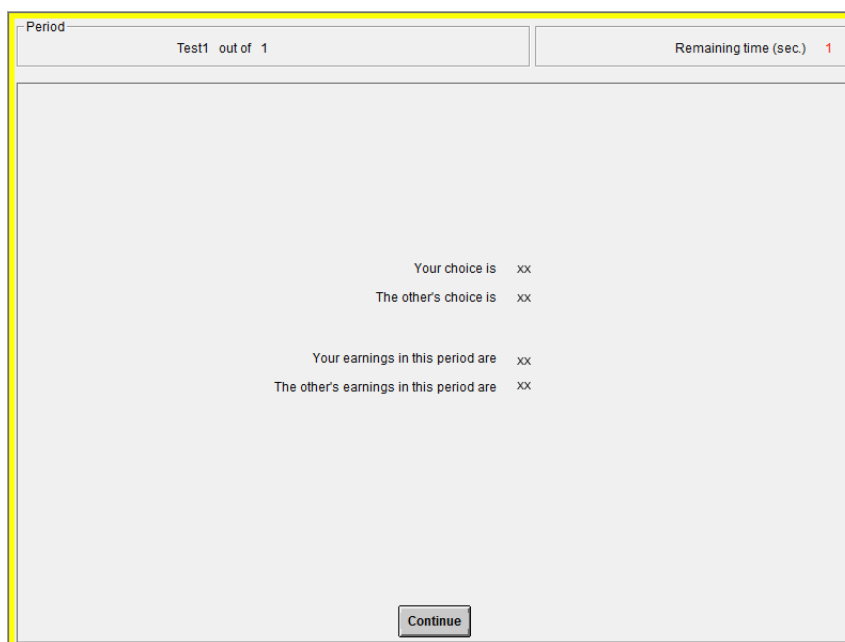 Period
Test1 out of 1
Remaining time (sec.) 1
Your choice is xx
The other's choice is xx
Your earnings in this period are xx
The other's earnings in this period are xx
Continue